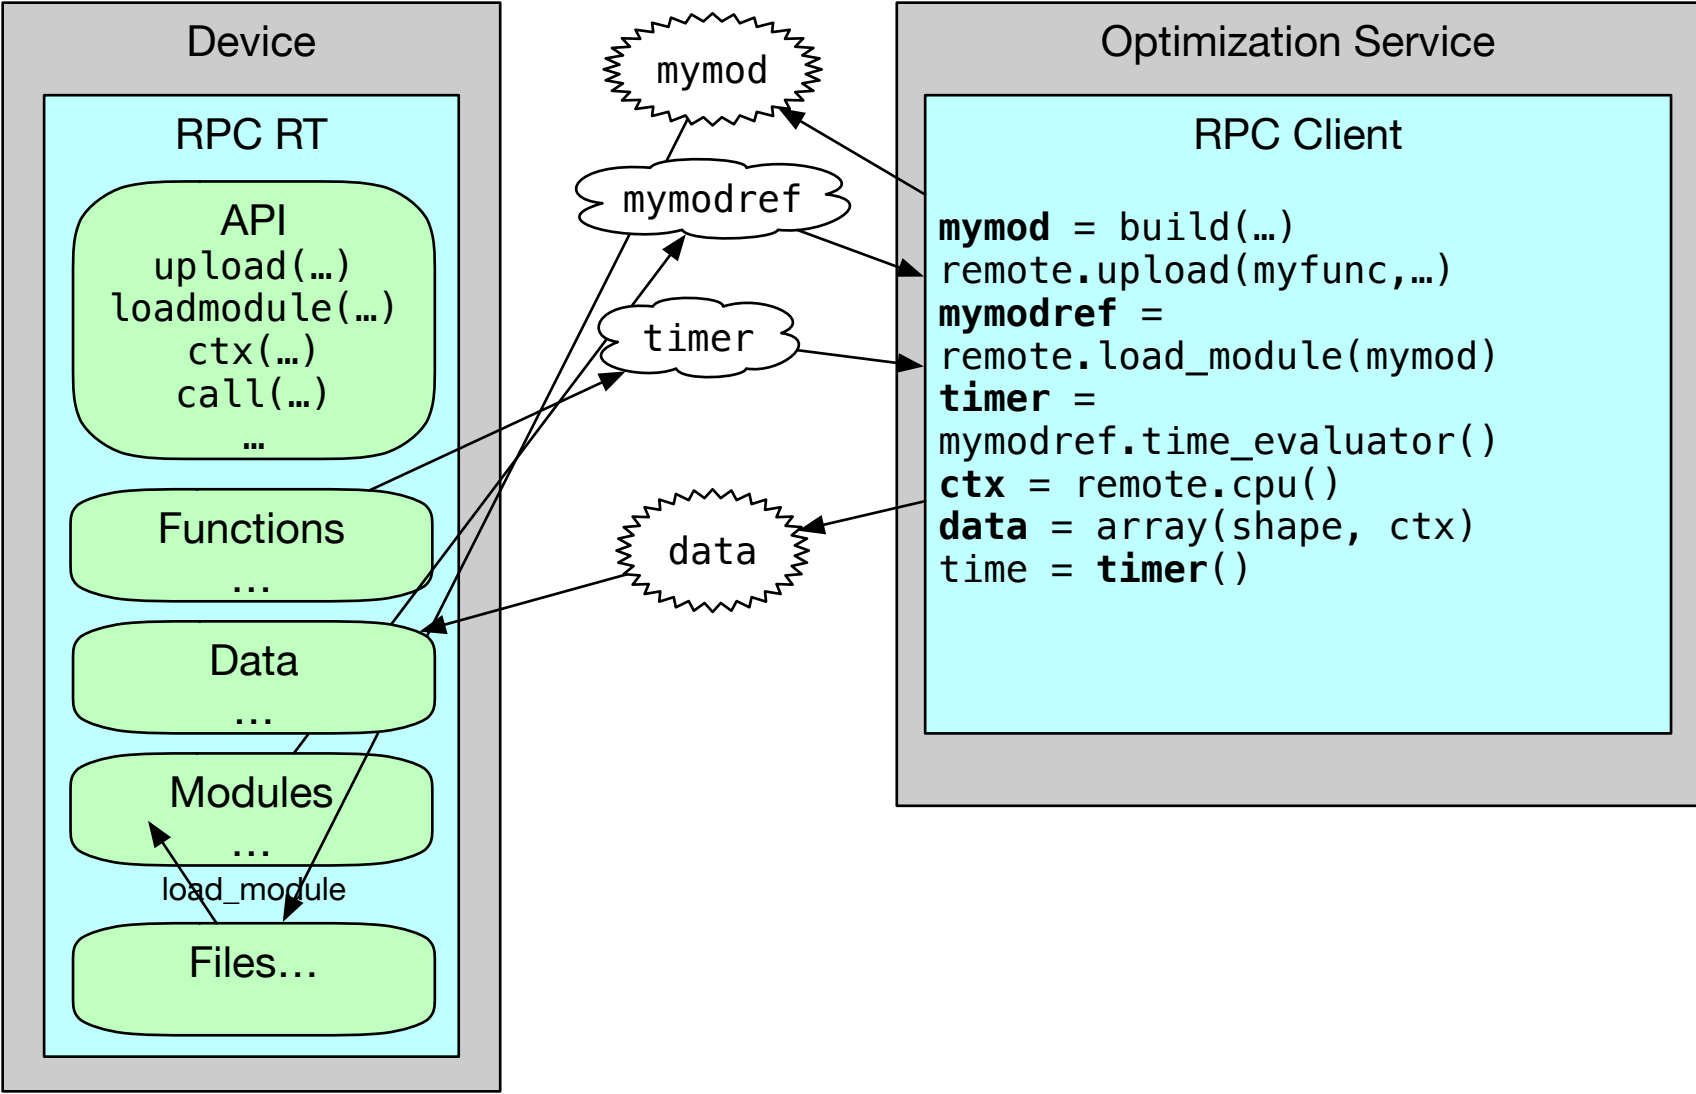 Device
RPC RT
API
upload(…)
loadmodule(…)
ctx(…)
call(…)
…
Functions
…
Data
…
Modules
…
load_module
Files…
mymod
mymodref
timer
data
Optimization Service
RPC Client
mymod = build(…)
remote.upload(myfunc,…)
mymodref =
remote.load_module(mymod)
timer =
mymodref.time_evaluator()
ctx = remote.cpu()
data = array(shape, ctx)
time = timer()